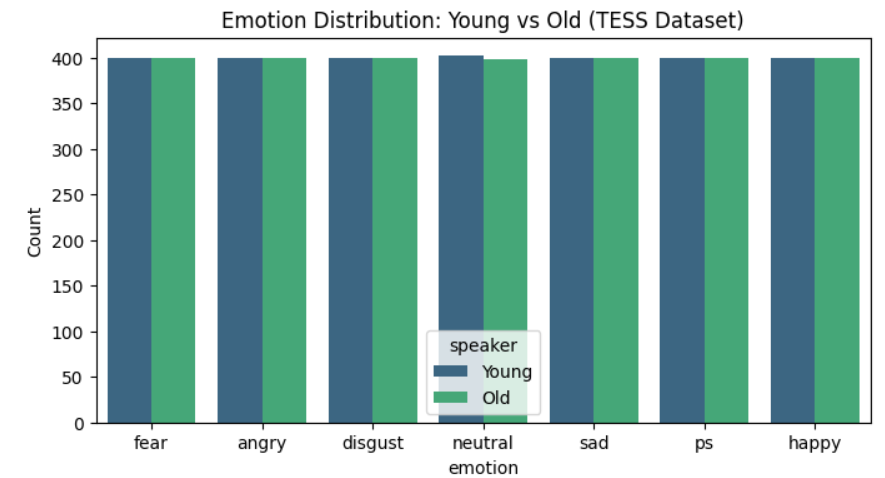 Emotion Distribution: Young vs Old (TESS Dataset)
Count
400
350
300
250
200
150
100
50
0
speaker
Young
Old
fear angry disgust neutral sad ps happy
emotion